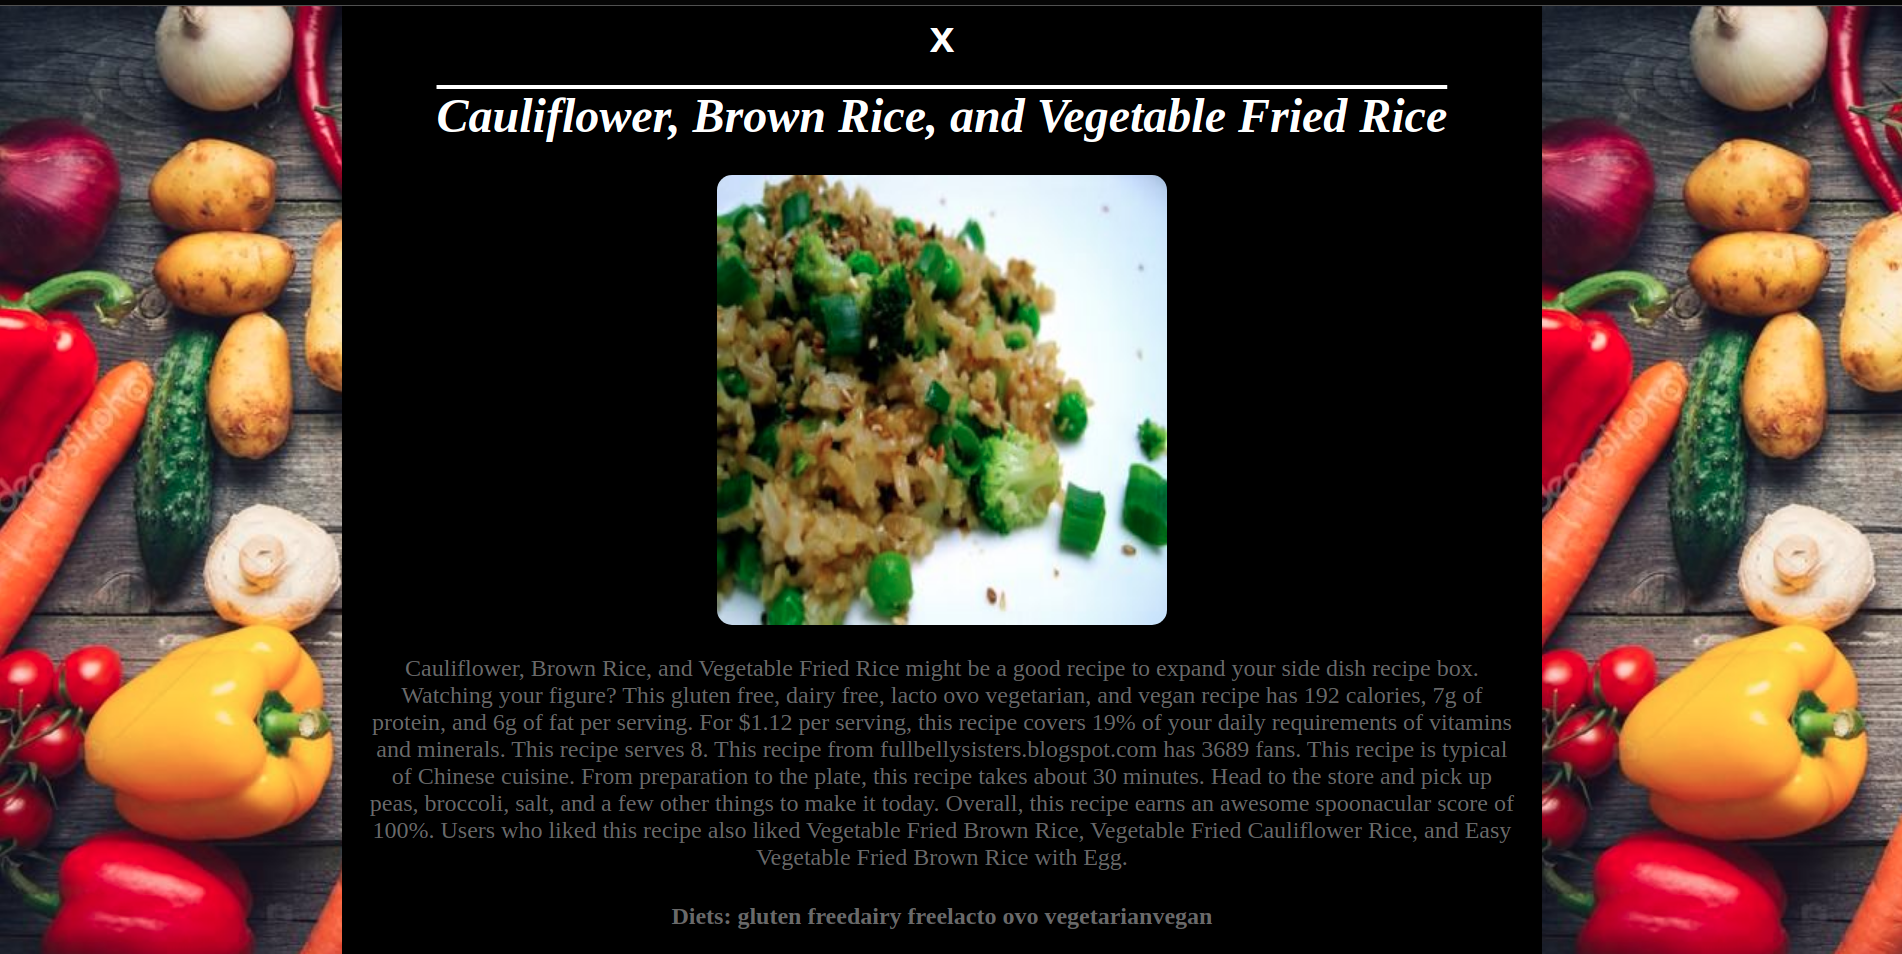 X
Cauliflower, Brown Rice, and Vegetable Fried Rice
Cauliflower, Brown Rice, and Vegetable Fried Rice might be a good recipe to expand your side dish recipe box.
Watching your figure? This gluten free, dairy free, lacto ovo vegetarian, and vegan recipe has 192 calories, 7g of
protein, and 6g of fat per serving. For $1.12 per serving, this recipe covers 19% of your daily requirements of vitamins
and minerals. This recipe serves 8. This recipe from fullbellysisters.blogspot.com has 3689 fans. This recipe is typical
of Chinese cuisine. From preparation to the plate, this recipe takes about 30 minutes. Head to the store and pick up
peas, broccoli, salt, and a few other things to make it today. Overall, this recipe earns an awesome spoonacular score of
100%. Users who liked this recipe also liked Vegetable Fried Brown Rice, Vegetable Fried Cauliflower Rice, and Easy
Vegetable Fried Brown Rice with Egg.
Diets: gluten freedairy freelacto ovo vegetarianvegan